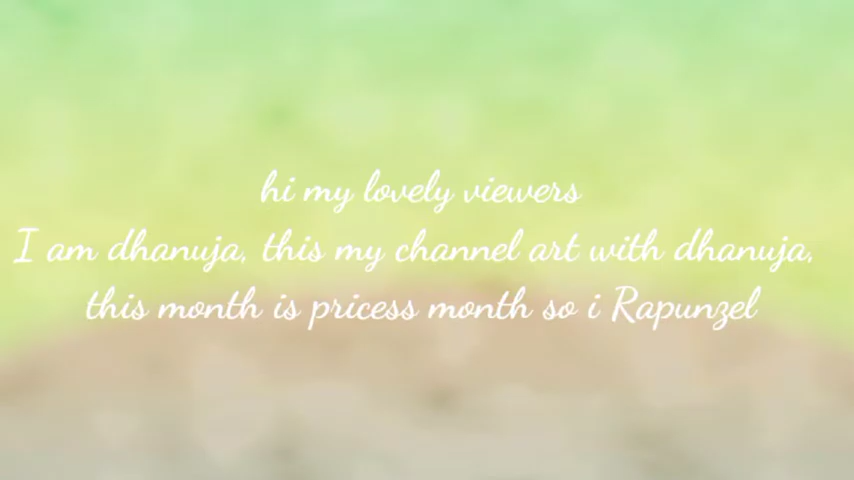 hi my lovely viewers
I am dhanuja, this my channel art with dhanuja,
this month is pricess month so i Rapunzel